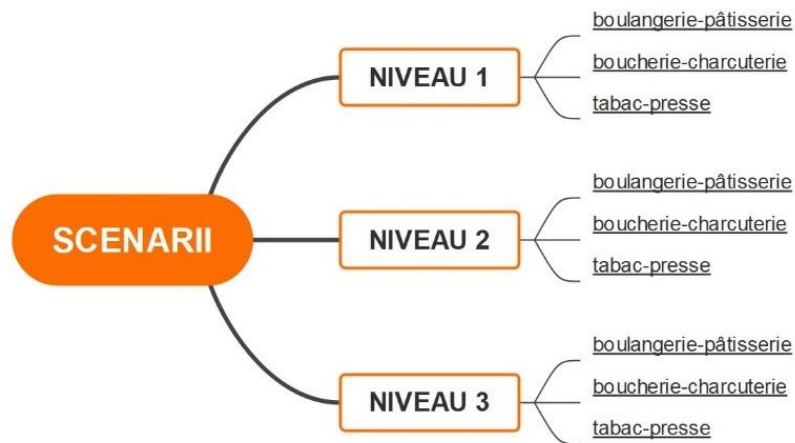 SCENARII
NIVEAU 1
boulangerie-pâtisserie
boucherie-charcuterie
tabac-presse
NIVEAU 2
boulangerie-pâtisserie
boucherie-charcuterie
tabac-presse
NIVEAU 3
boulangerie-pâtisserie
boucherie-charcuterie
tabac-presse